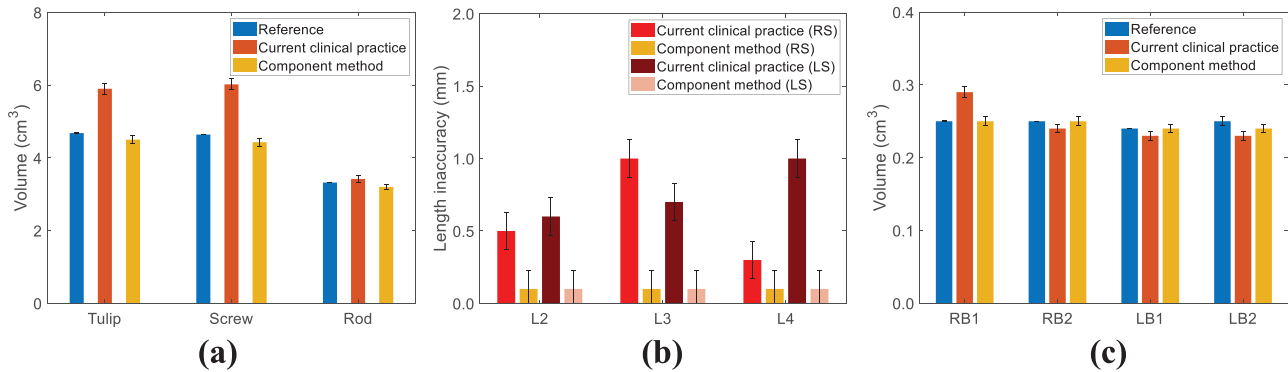 8
6
4
2
0
Volume (cm3)
Reference
Current clinical practice
Component method
Tulip
Screw
Rod
(a)
2.0
1.5
1.0
0.5
0.0
Length inaccuracy (mm)
Current clinical practice (RS)
Component method (RS)
Current clinical practice (LS)
Component method (LS)
L2
L3
L4
(b)
0.4
0.3
0.2
0.1
0.0
Volume (cm3)
Reference
Current clinical practice
Component method
RB1
RB2
LB1
LB2
(c)